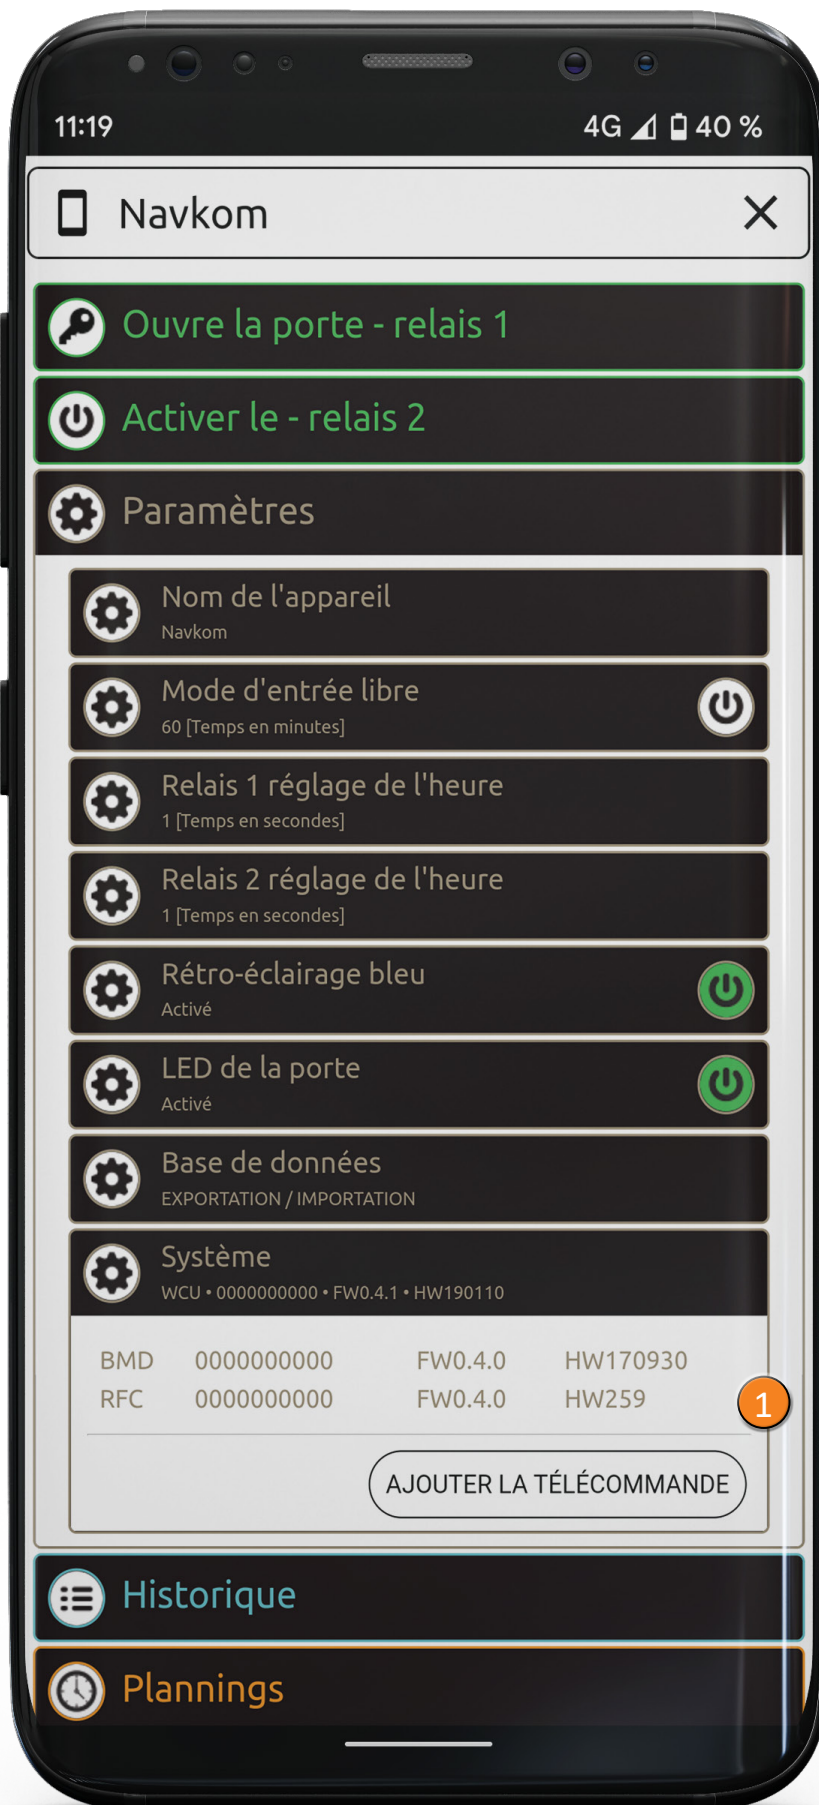 11:19 4G 40 %
Navkom
Ouvre la porte - relais 1
Activer le - relais 2
Paramètres
Nom de l'appareil
Navkom
Mode d'entrée libre
60 [Temps en minutes]
Relais 1 réglage de l'heure
1 [Temps en secondes]
Relais 2 réglage de l'heure
1 [Temps en secondes]
Rétro-éclairage bleu
Activé
LED de la porte
Activé
Base de données
EXPORTATION / IMPORTATION
Système
WCU • 0000000000 • FW0.4.1 • HW190110
BMD 0000000000 FW0.4.0 HW170930
RFC 0000000000 FW0.4.0 HW259
1
AJOUTER LA TÉLÉCOMMANDE
Historique
Plannings